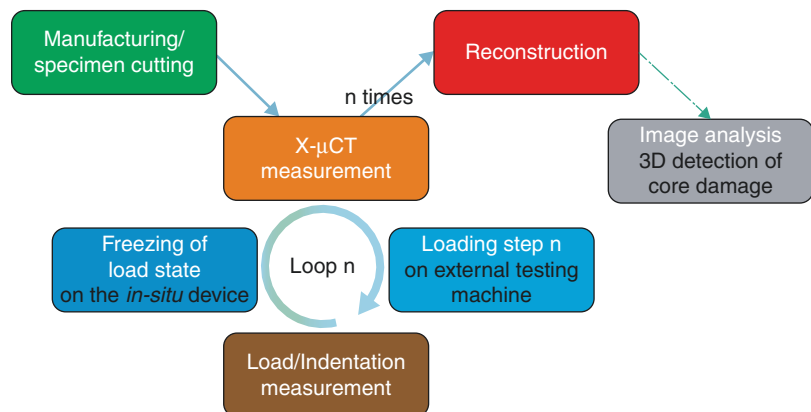 Manufacturing/
specimen cutting
Reconstruction
n times
X-μCT
measurement
Image analysis
3D detection of
core damage
Freezing of
load state
on the in-situ device
Loop n
Loading step n
on external testing
machine
Load/Indentation
measurement